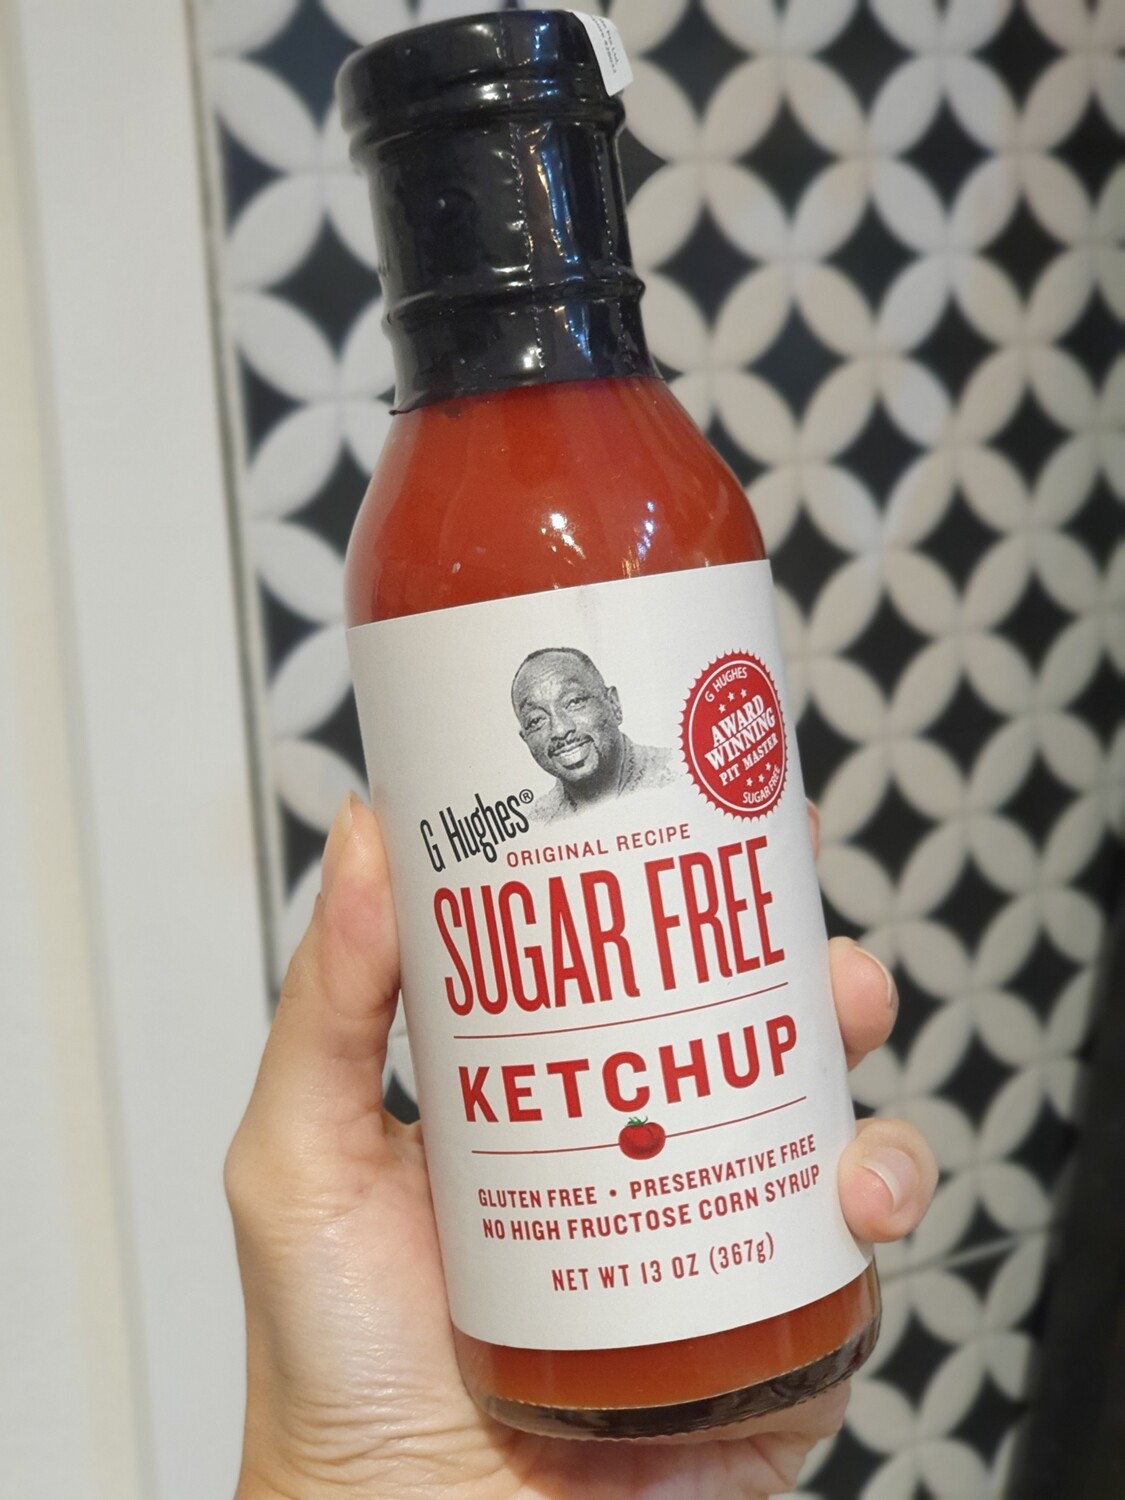 G HUGHES
AWARD
WINNING
PIT MASTER
SUGAR FREE
G Hughes®
ORIGINAL RECIPE
SUGAR FREE
KETCHUP
GLUTEN FREE • PRESERVATIVE FREE
NO HIGH FRUCTOSE CORN SYRUP
NET WT 13 OZ (367g)